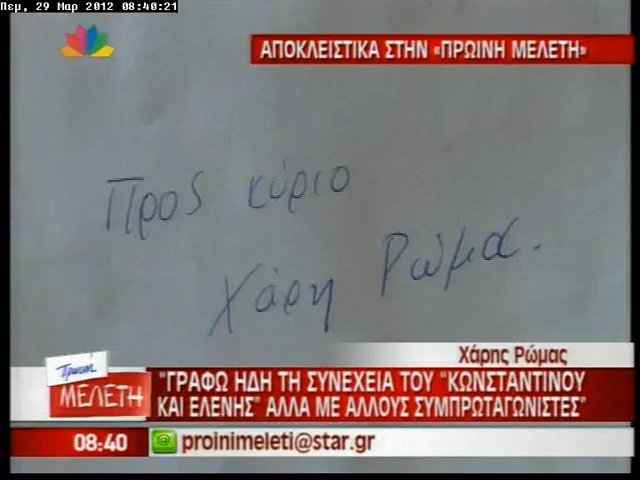 Πεμ, 29 Μαρ 2012 08:40:21
ΑΠΟΚΛΕΙΣΤΙΚΑ ΣΤΗΝ «ΠΡΩΙΝΗ ΜΕΛΕΤΗ»
Προς κύριο
Χάρη Ρώμα.
Χάρης Ρώμας
Πρωινή
ΜΕΛΕΤΗ
"ΓΡΑΦΩ ΗΔΗ ΤΗ ΣΥΝΕΧΕΙΑ ΤΟΥ "ΚΩΝΣΤΑΝΤΙΝΟΥ
ΚΑΙ ΕΛΕΝΗΣ" ΑΛΛΑ ΜΕ ΑΛΛΟΥΣ ΣΥΜΠΡΩΤΑΓΩΝΙΣΤΕΣ"
08:40 @ proinimeleti@star.gr